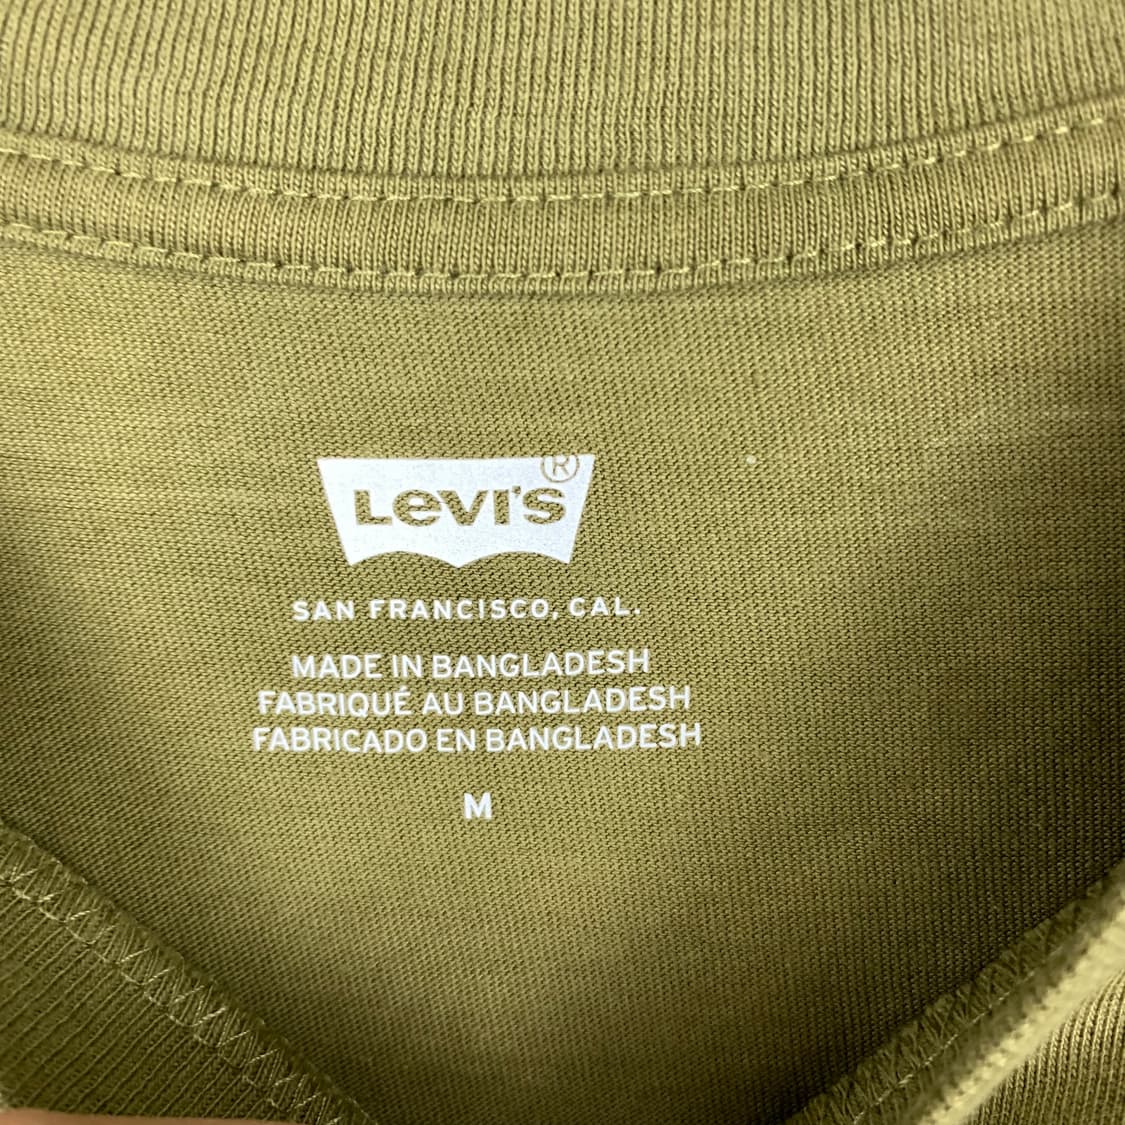 LEVI'S®
SAN FRANCISCO, CAL.
MADE IN BANGLADESH
FABRIQUÉ AU BANGLADESH
FABRICADO EN BANGLADESH
M